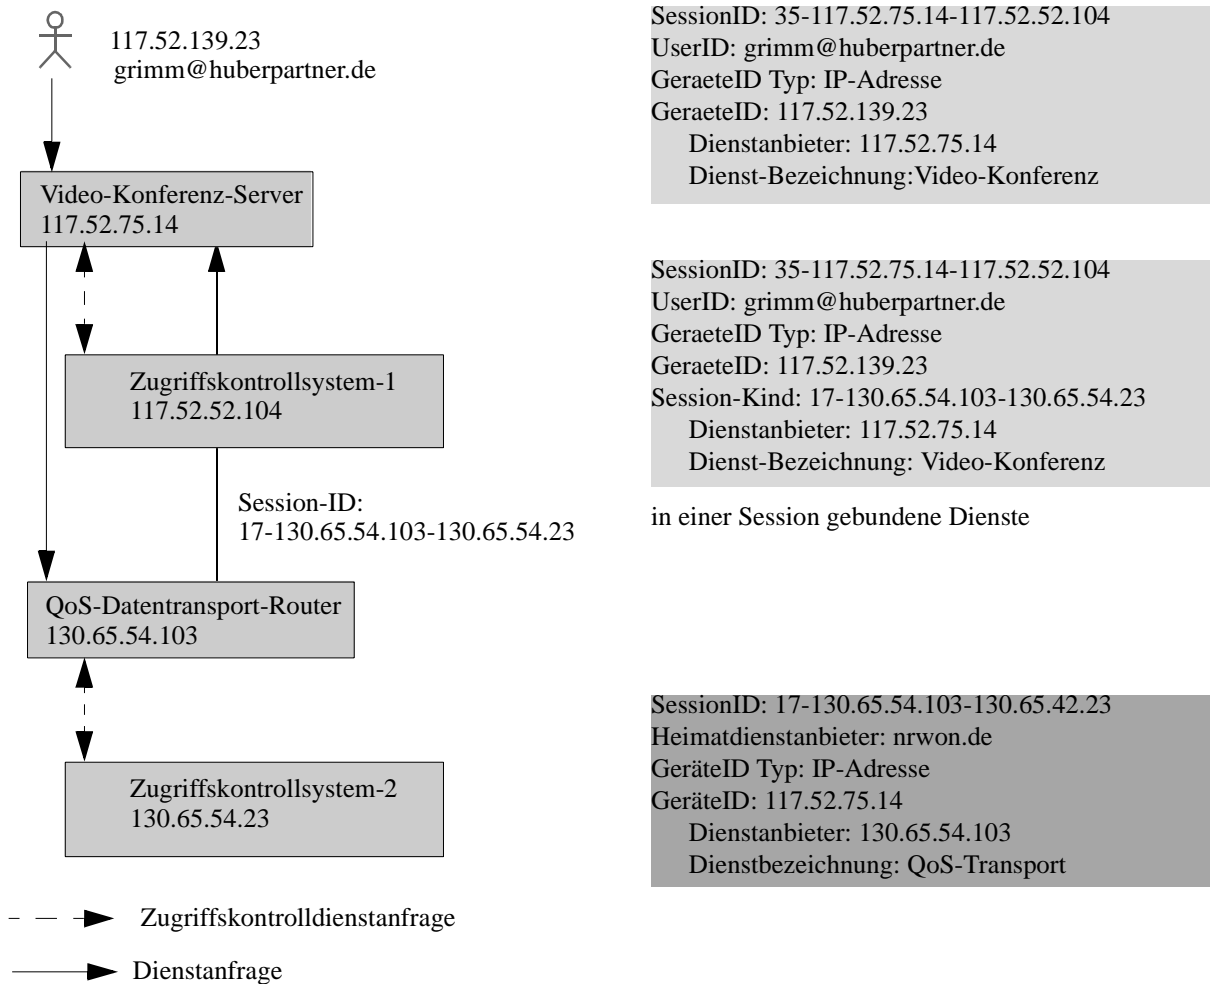 117.52.139.23
grimm@huberpartner.de
Video-Konferenz-Server
117.52.75.14
Zugriffskontrollsystem-1
117.52.52.104
Session-ID:
17-130.65.54.103-130.65.54.23
QoS-Datentransport-Router
130.65.54.103
Zugriffskontrollsystem-2
130.65.54.23
Zugriffskontrolldienstanfrage
Dienstanfrage
SessionID: 35-117.52.75.14-117.52.52.104
UserID: grimm@huberpartner.de
GeraeteID Typ: IP-Adresse
GeraeteID: 117.52.139.23
Dienstanbieter: 117.52.75.14
Dienst-Bezeichnung:Video-Konferenz
SessionID: 35-117.52.75.14-117.52.52.104
UserID: grimm@huberpartner.de
GeraeteID Typ: IP-Adresse
GeraeteID: 117.52.139.23
Session-Kind: 17-130.65.54.103-130.65.54.23
Dienstanbieter: 117.52.75.14
Dienst-Bezeichnung: Video-Konferenz
in einer Session gebundene Dienste
SessionID: 17-130.65.54.103-130.65.42.23
Heimatdienstanbieter: nrwon.de
GeräteID Typ: IP-Adresse
GeräteID: 117.52.75.14
Dienstanbieter: 130.65.54.103
Dienstbezeichnung: QoS-Transport